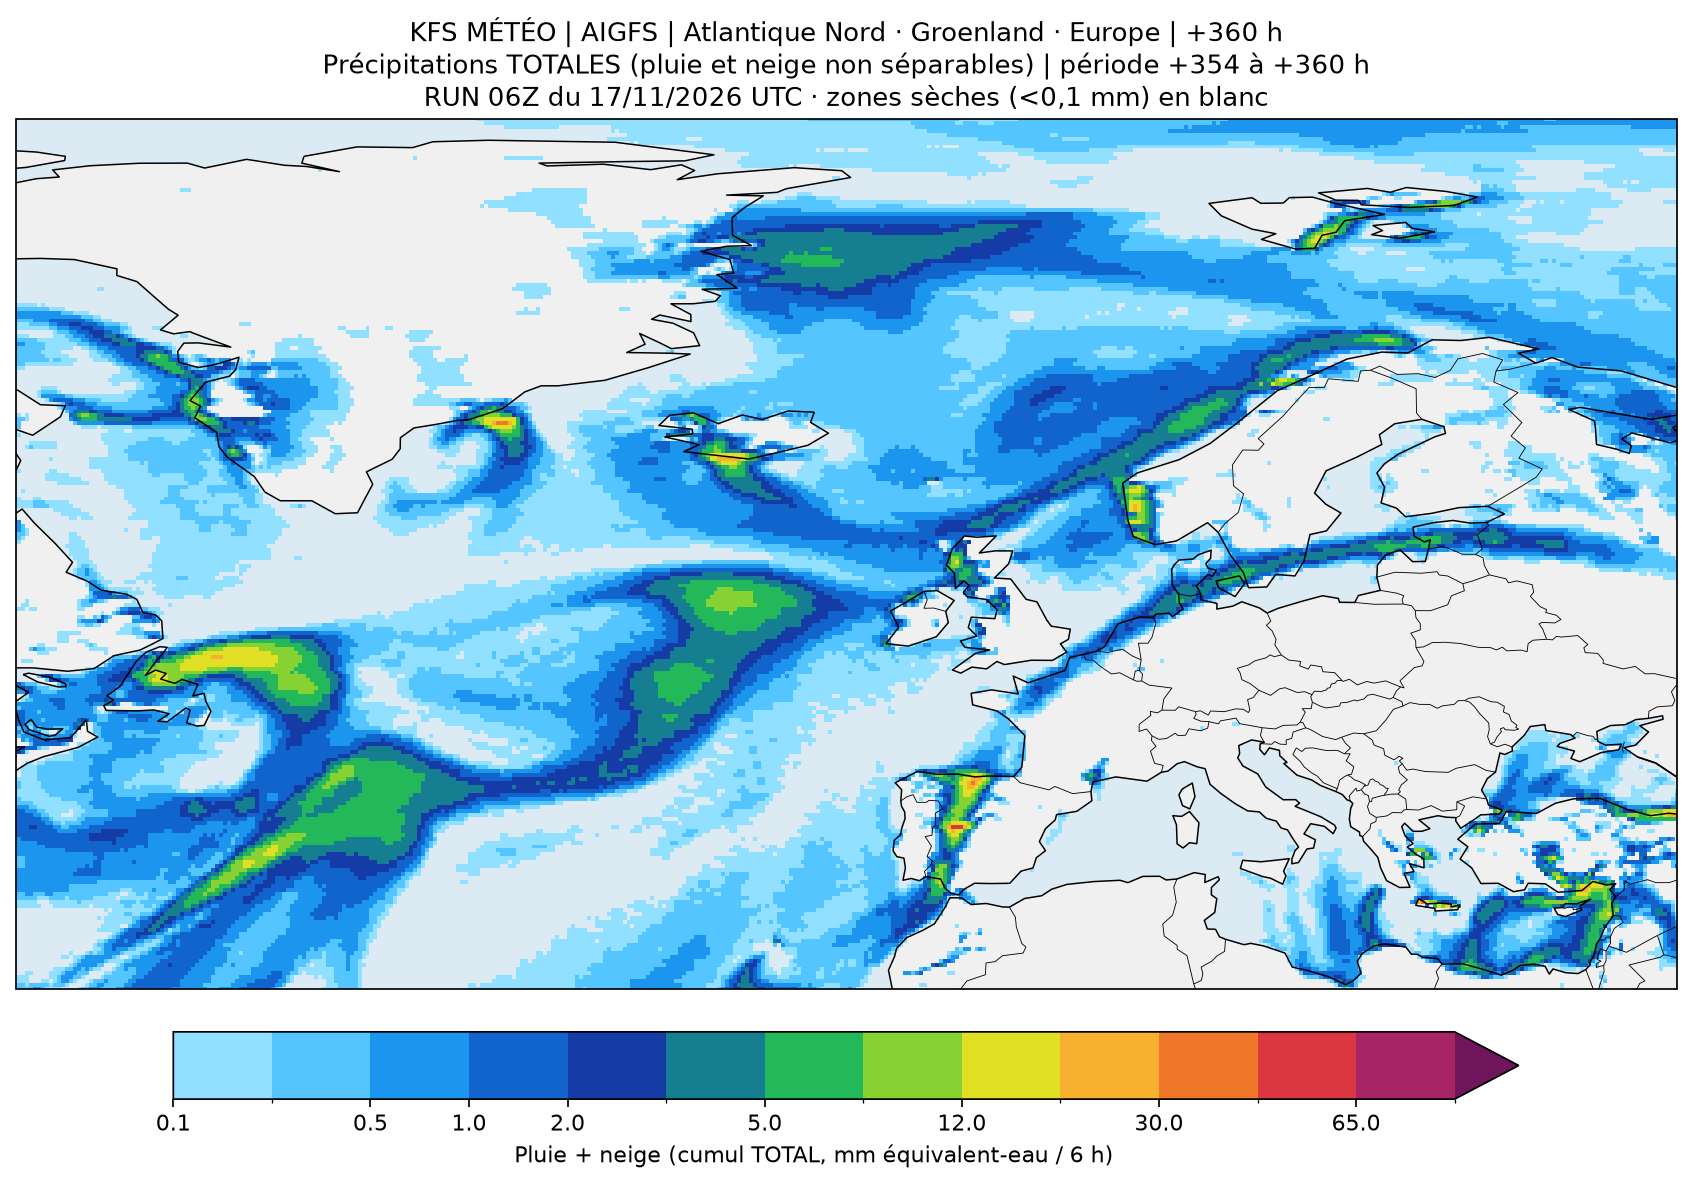 KFS MÉTÉO | AIGFS | Atlantique Nord · Groenland · Europe | +360 h
Précipitations TOTALES (pluie et neige non séparables) | période +354 à +360 h
RUN 06Z du 17/11/2026 UTC · zones sèches (<0,1 mm) en blanc
0.1 0.5 1.0 2.0 5.0 12.0 30.0 65.0
Pluie + neige (cumul TOTAL, mm équivalent-eau / 6 h)